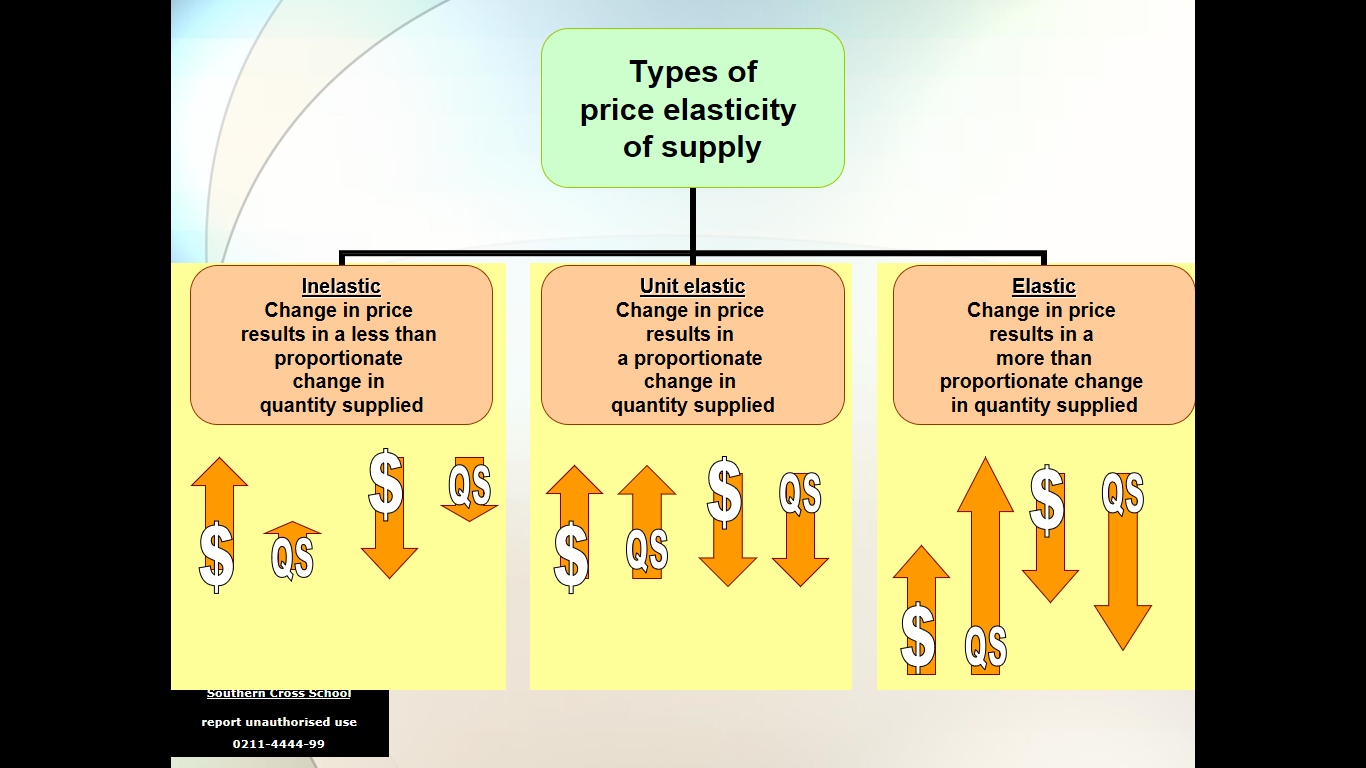 Types of
price elasticity
of supply
Inelastic
Change in price
results in a less than
proportionate
change in
quantity supplied
Unit elastic
Change in price
results in
a proportionate
change in
quantity supplied
Elastic
Change in price
results in a
more than
proportionate change
in quantity supplied
$
QS
$
QS
$
QS
$
QS
$
QS
$
QS
Southern Cross School
report unauthorised use
0211-4444-99